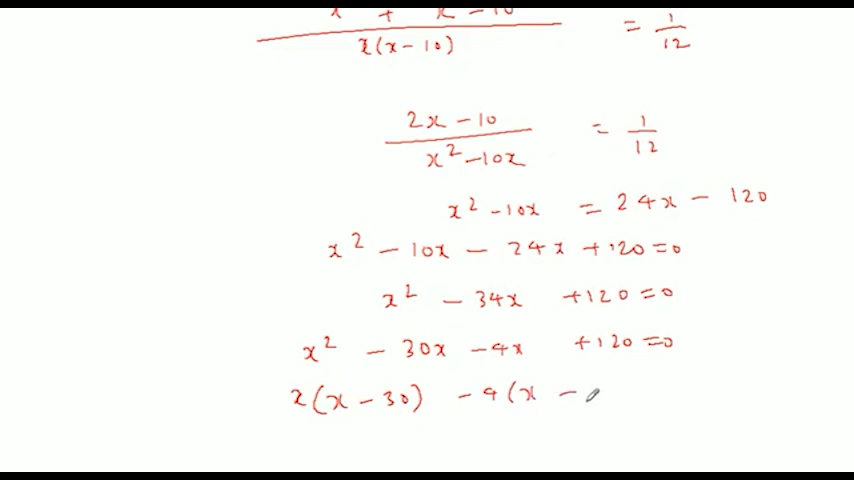 x + x - 10 / x(x - 10) = 1/12
2x - 10 / x² - 10x = 1/12
x² - 10x = 24x - 120
x² - 10x - 24x + 120 = 0
x² - 34x + 120 = 0
x² - 30x - 4x + 120 = 0
x(x - 30) - 4(x -